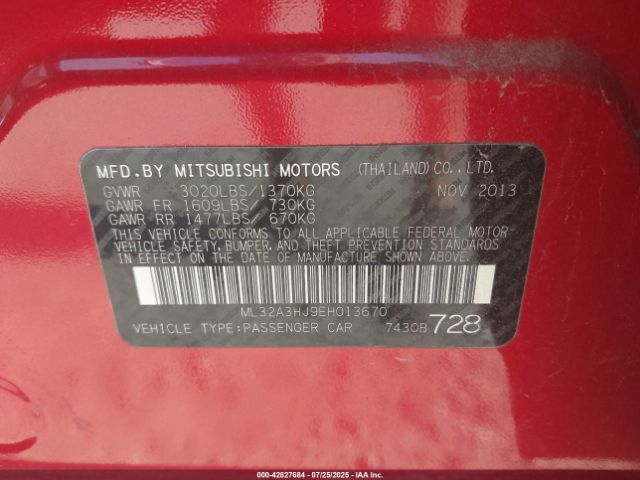 MFD.BY MITSUBISHI MOTORS (THAILAND)CO.,LTD.
GVWR 3020LBS/1370KG NOV 2013
GAWR FR 1609LBS/ 730KG
GAWR RR 1477LBS/ 670KG
THIS VEHICLE CONFORMS TO ALL APPLICABLE FEDERAL MOTOR
VEHICLE SAFETY, BUMPER, AND THEFT PREVENTION STANDARDS
IN EFFECT ON THE DATE OF MANUFACTURE SHOWN ABOVE.
ML32A3HJ9EH013670
VEHICLE TYPE:PASSENGER CAR 7430B 728
000-42827684 | 07/25/2025 | IAA Inc.